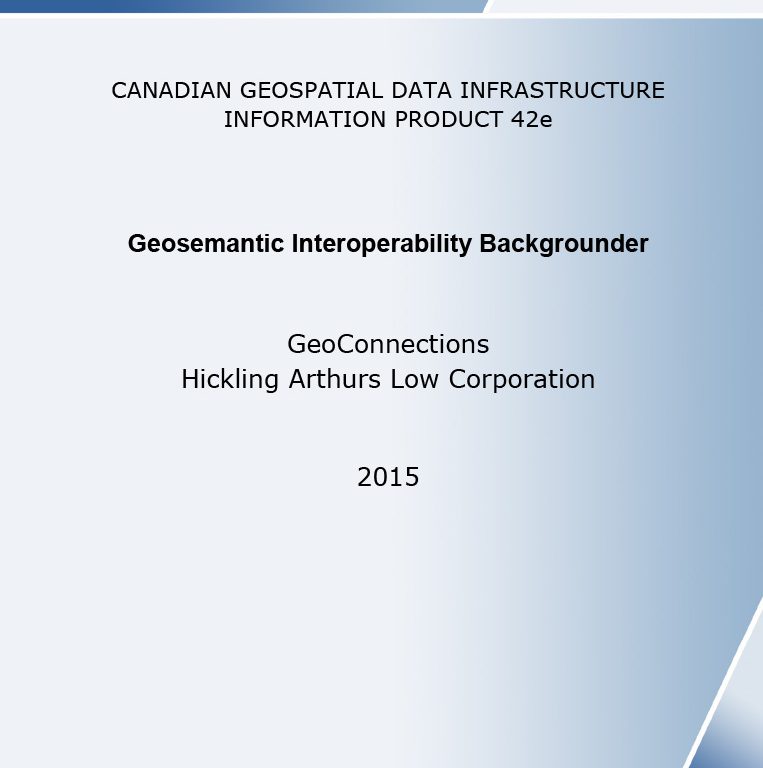 CANADIAN GEOSPATIAL DATA INFRASTRUCTURE
INFORMATION PRODUCT 42e
Geosemantic Interoperability Backgrounder
GeoConnections
Hickling Arthurs Low Corporation
2015